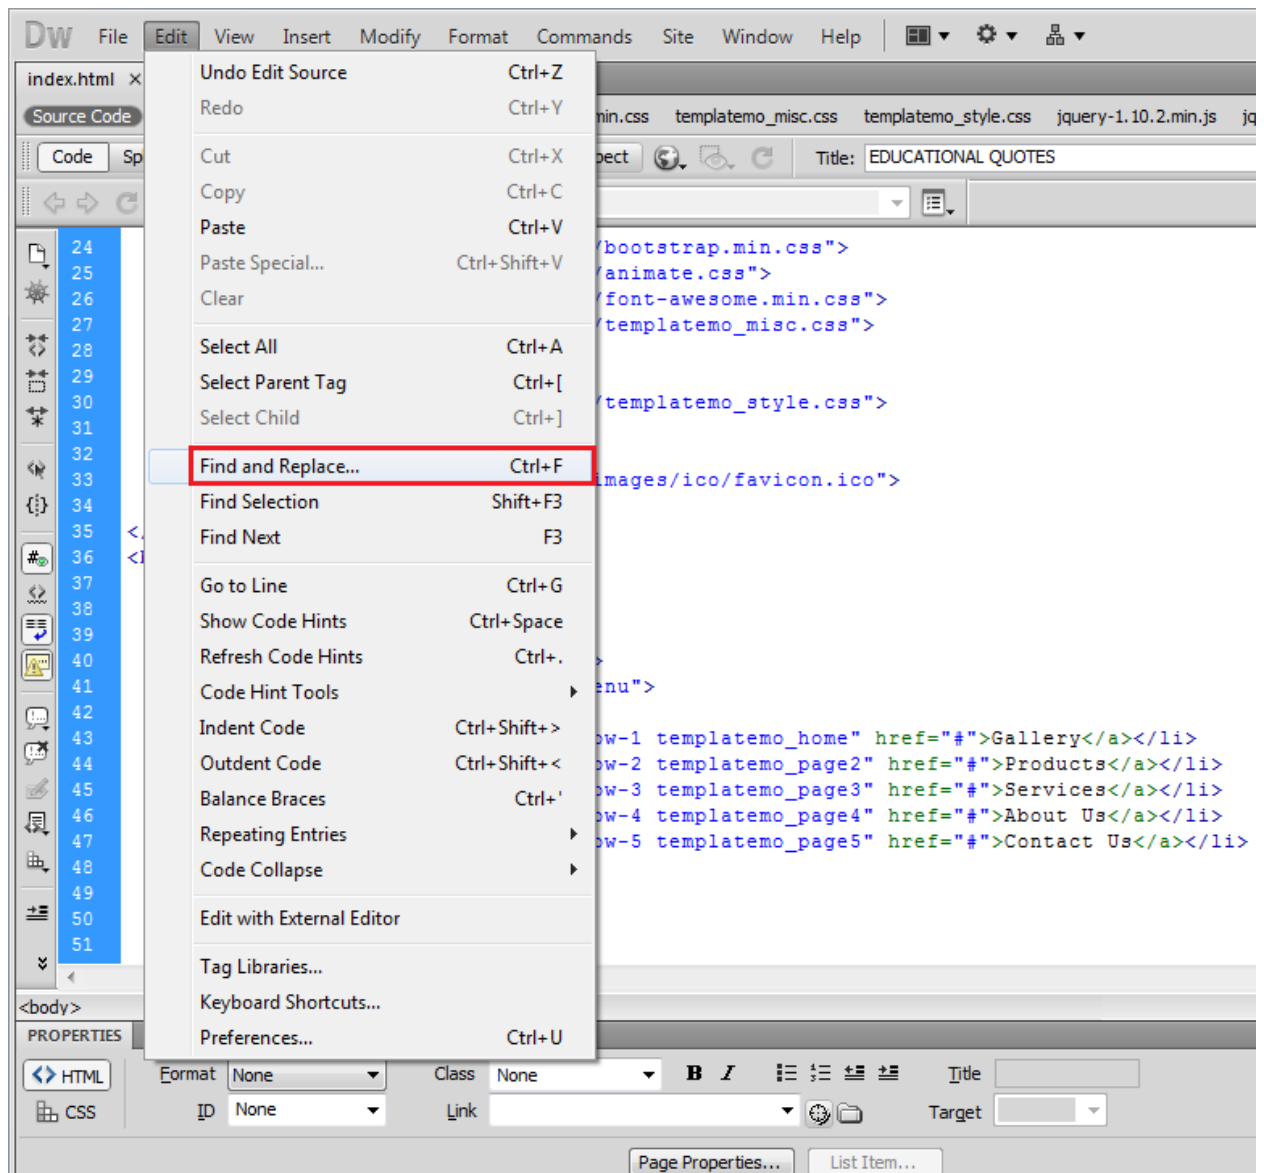 Dw File Edit View Insert Modify Format Commands Site Window Help
index.html ×
Source Code min.css templatemo_misc.css templatemo_style.css jquery-1.10.2.min.js jq
Code Spl pect Title: EDUCATIONAL QUOTES
Undo Edit Source Ctrl+Z
Redo Ctrl+Y
Cut Ctrl+X
Copy Ctrl+C
Paste Ctrl+V
Paste Special... Ctrl+Shift+V
Clear
Select All Ctrl+A
Select Parent Tag Ctrl+[
Select Child Ctrl+]
Find and Replace... Ctrl+F
Find Selection Shift+F3
Find Next F3
Go to Line Ctrl+G
Show Code Hints Ctrl+Space
Refresh Code Hints Ctrl+.
Code Hint Tools
Indent Code Ctrl+Shift+>
Outdent Code Ctrl+Shift+<
Balance Braces Ctrl+'
Repeating Entries
Code Collapse
Edit with External Editor
Tag Libraries...
Keyboard Shortcuts...
Preferences... Ctrl+U
24 /bootstrap.min.css">
25 /animate.css">
26 /font-awesome.min.css">
27 /templatemo_misc.css">
28
29
30 /templatemo_style.css">
31
32
33 images/ico/favicon.ico">
34
35 </
36 <
37
38
39
40 >
41 enu">
42
43 ow-1 templatemo_home" href="#">Gallery</a></li>
44 ow-2 templatemo_page2" href="#">Products</a></li>
45 ow-3 templatemo_page3" href="#">Services</a></li>
46 ow-4 templatemo_page4" href="#">About Us</a></li>
47 ow-5 templatemo_page5" href="#">Contact Us</a></li>
48
49
50
51
<body>
PROPERTIES
<> HTML Format None Class None B I Title
CSS ID None Link Target
Page Properties... List Item...